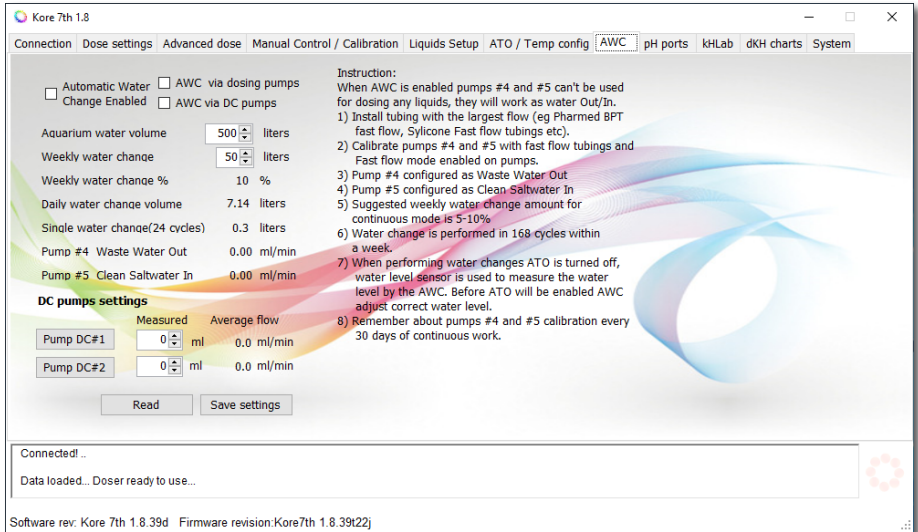 Kore 7th 1.8
Connection Dose settings Advanced dose Manual Control / Calibration Liquids Setup ATO / Temp config AWC pH ports kHLab dKH charts System
Automatic Water
Change Enabled
AWC via dosing pumps
AWC via DC pumps
Aquarium water volume 500 liters
Weekly water change 50 liters
Weekly water change % 10 %
Daily water change volume 7.14 liters
Single water change(24 cycles) 0.3 liters
Pump #4 Waste Water Out 0.00 ml/min
Pump #5 Clean Saltwater In 0.00 ml/min
DC pumps settings
Measured Average flow
Pump DC#1 0 ml 0.0 ml/min
Pump DC#2 0 ml 0.0 ml/min
Read Save settings
Instruction:
When AWC is enabled pumps #4 and #5 can't be used
for dosing any liquids, they will work as water Out/In.
1) Install tubing with the largest flow (eg Pharmed BPT
fast flow, Sylicone Fast flow tubings etc).
2) Calibrate pumps #4 and #5 with fast flow tubings and
Fast flow mode enabled on pumps.
3) Pump #4 configured as Waste Water Out
4) Pump #5 configured as Clean Saltwater In
5) Suggested weekly water change amount for
continuous mode is 5-10%
6) Water change is performed in 168 cycles within
a week.
7) When performing water changes ATO is turned off,
water level sensor is used to measure the water
level by the AWC. Before ATO will be enabled AWC
adjust correct water level.
8) Remember about pumps #4 and #5 calibration every
30 days of continuous work.
Connected! ..
Data loaded... Doser ready to use...
Software rev: Kore 7th 1.8.39d Firmware revision:Kore7th 1.8.39t22j